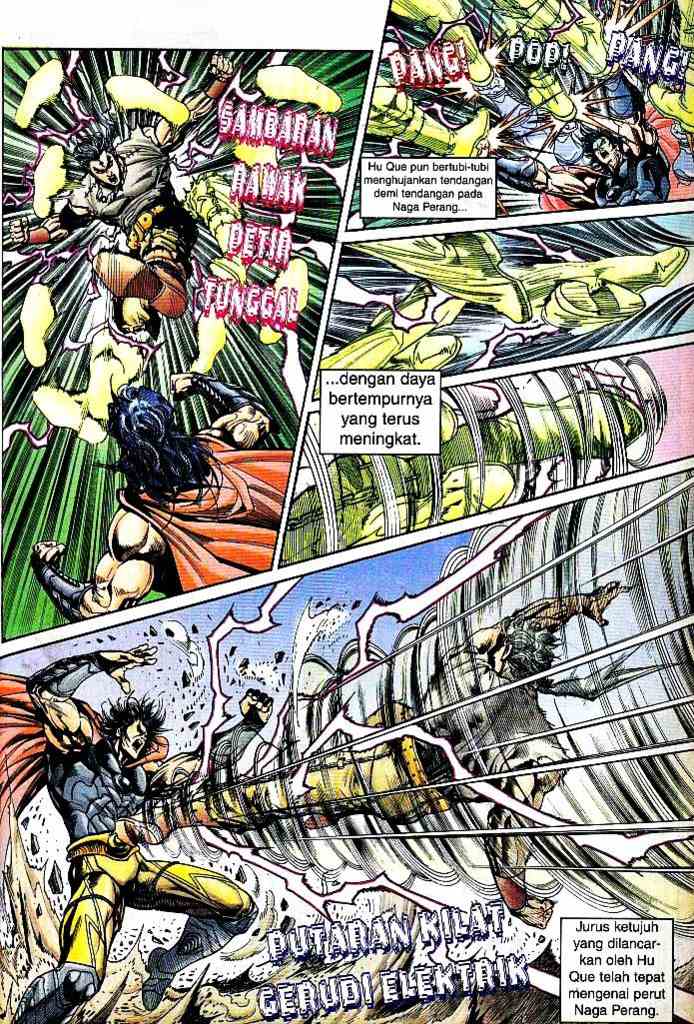 SAMBARAN
RAWAK
PETIR
TUNGGAL
PANG!
POP!
PANG!
Hu Que pun bertubi-tubi
menghujankan tendangan
demi tendangan pada
Naga Perang...
...dengan daya
bertempurnya
yang terus
meningkat.
PUTARAN KILAT
GERUDI ELEKTRIK
Jurus ketujuh
yang dilancar-
kan oleh Hu
Que telah tepat
mengenai perut
Naga Perang.